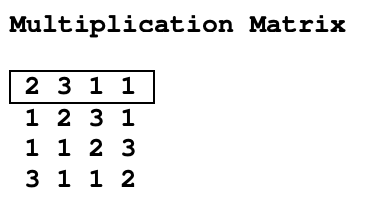 Multiplication Matrix
2 3 1 1
1 2 3 1
1 1 2 3
3 1 1 2